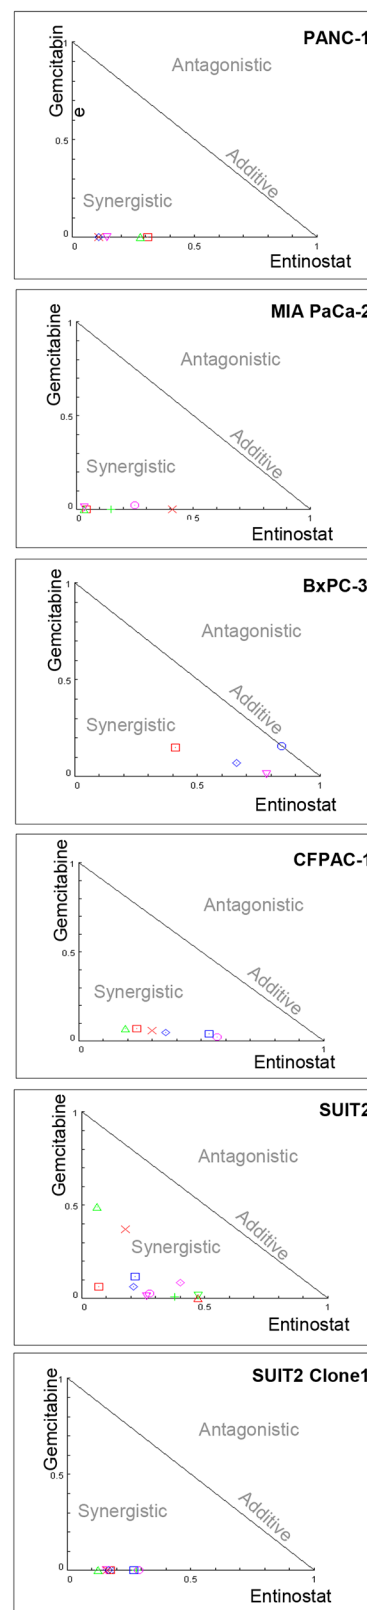 PANC-1
Gemcitabin
e
1
Antagonistic
0.5
Additive
Synergistic
0
0
0.5
1
Entinostat
MIA PaCa-2
Gemcitabine
1
Antagonistic
0.5
Additive
Synergistic
0
0
0.5
1
Entinostat
BxPC-3
Gemcitabine
1
Antagonistic
0.5
Additive
Synergistic
0
0
0.5
1
Entinostat
CFPAC-1
Gemcitabine
1
Antagonistic
0.5
Additive
Synergistic
0
0
0.5
1
Entinostat
SUIT2
Gemcitabine
1
Antagonistic
0.5
Additive
Synergistic
0
0
0.5
1
Entinostat
SUIT2 Clone1
Gemcitabine
1
Antagonistic
0.5
Additive
Synergistic
0
0
0.5
1
Entinostat